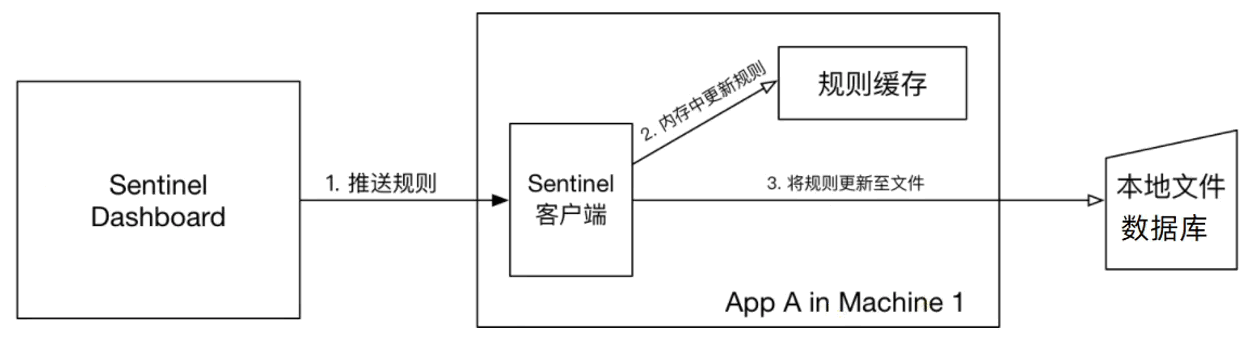 Sentinel
Dashboard
1. 推送规则
Sentinel
客户端
2. 内存中更新规则
规则缓存
3. 将规则更新至文件
本地文件
数据库
App A in Machine 1